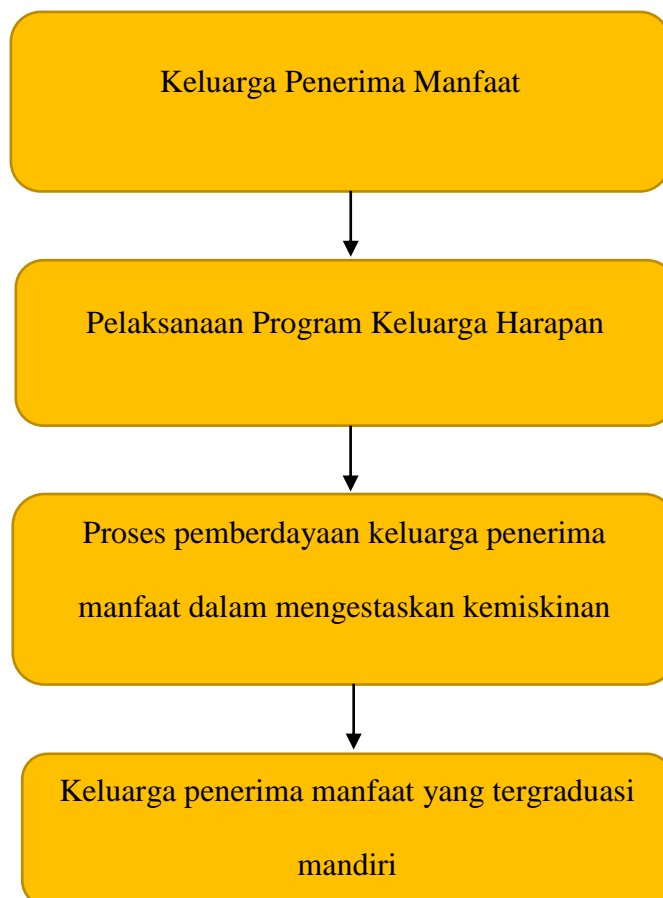 Keluarga Penerima Manfaat
Pelaksanaan Program Keluarga Harapan
Proses pemberdayaan keluarga penerima
manfaat dalam mengestaskan kemiskinan
Keluarga penerima manfaat yang tergraduasi
mandiri